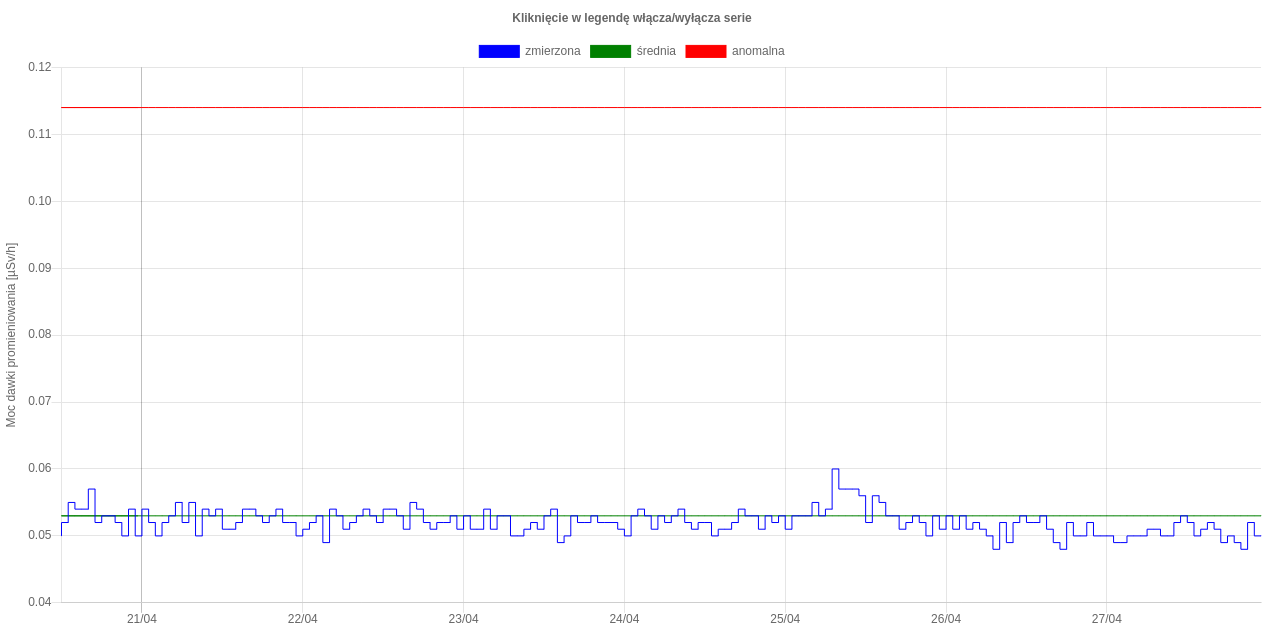 Kliknięcie w legendę włącza/wyłącza serie
zmierzona średnia anomalna
Moc dawki promieniowania [µSv/h]
0.12
0.11
0.10
0.09
0.08
0.07
0.06
0.05
0.04
21/04 22/04 23/04 24/04 25/04 26/04 27/04